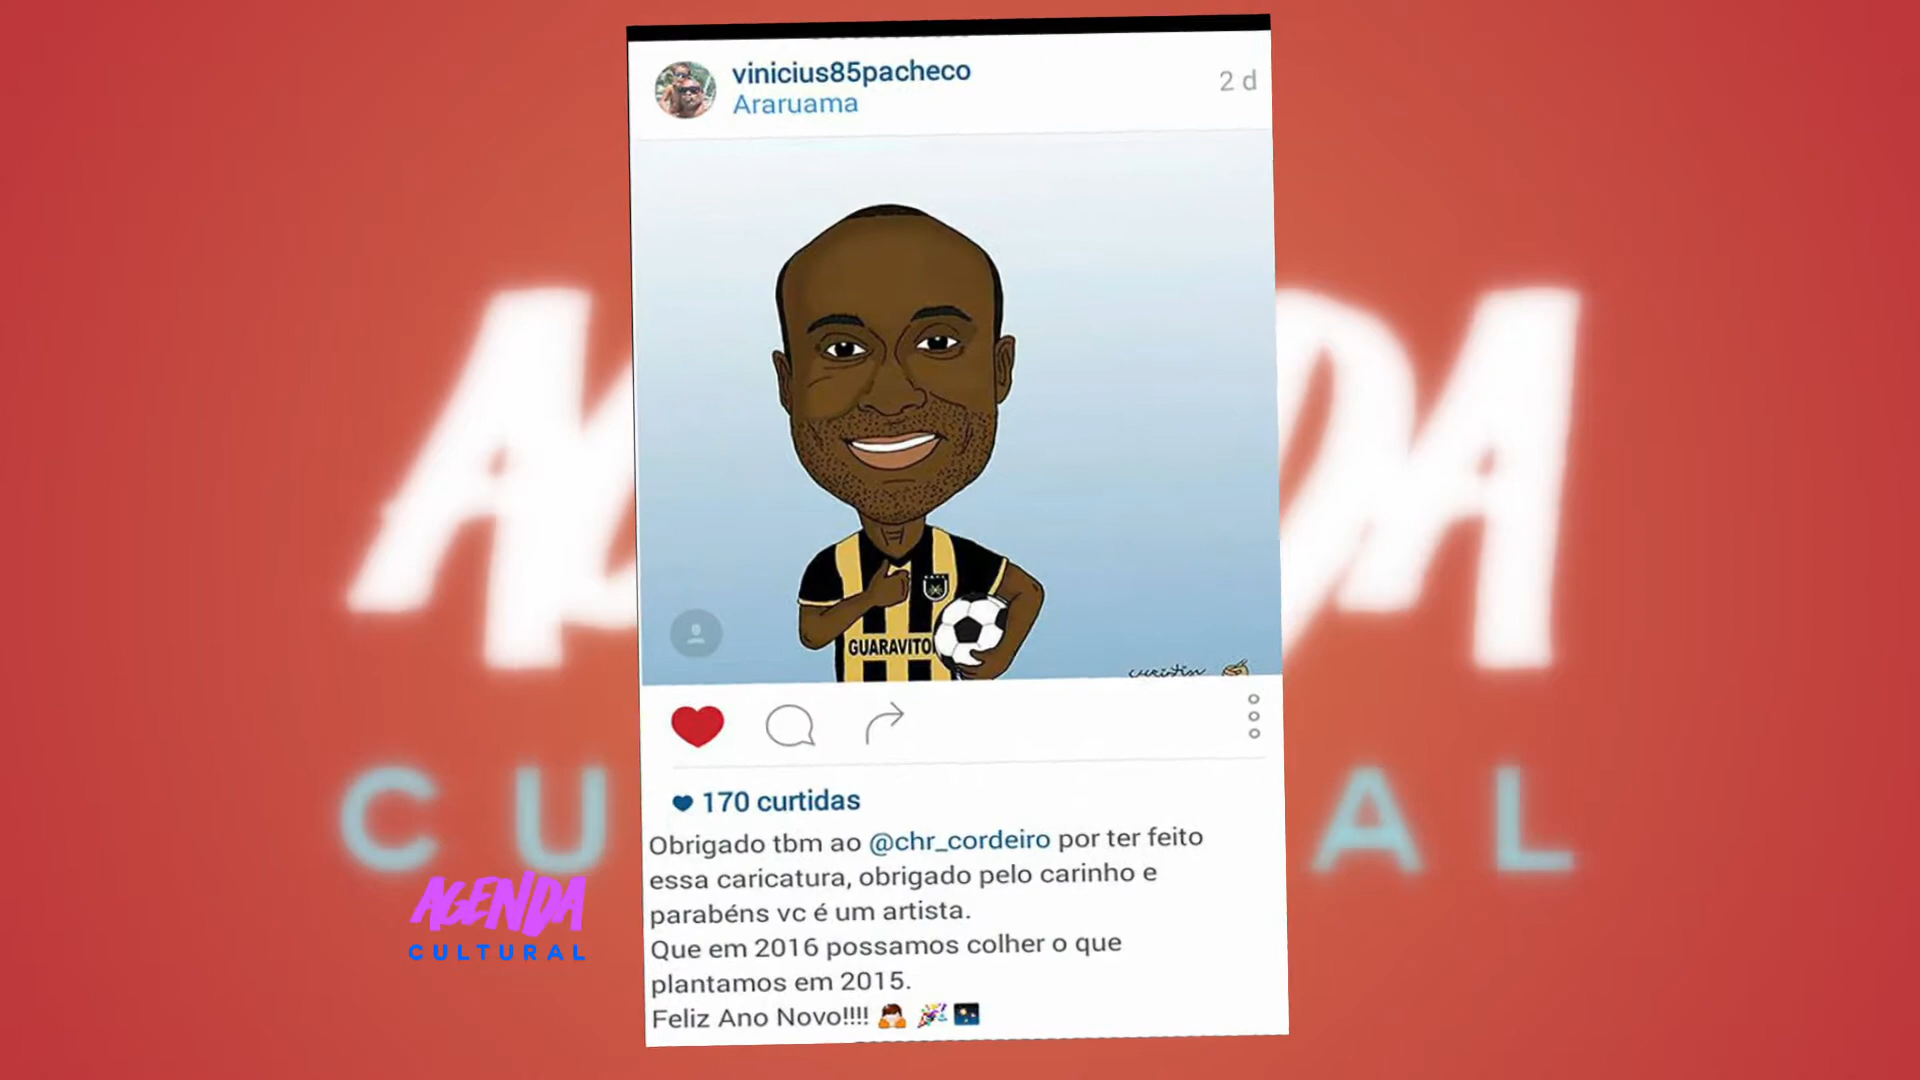 vinicius85pacheco
Araruama
2 d
GUARAVITO
170 curtidas
Obrigado tbm ao @chr_cordeiro por ter feito
essa caricatura, obrigado pelo carinho e
parabéns vc é um artista.
Que em 2016 possamos colher o que
plantamos em 2015.
Feliz Ano Novo!!!!
AGENDA
CULTURAL